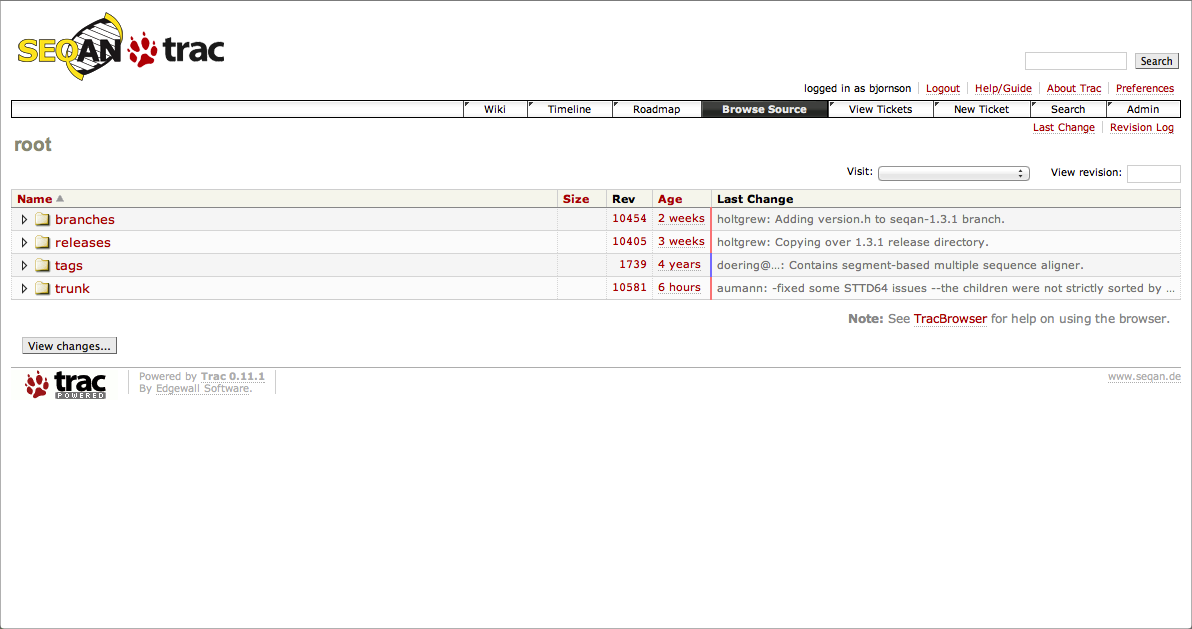 SEQAN trac
Search
logged in as bjornson Logout Help/Guide About Trac Preferences
Wiki Timeline Roadmap Browse Source View Tickets New Ticket Search Admin
Last Change Revision Log
root
Visit: View revision:
Name Size Rev Age Last Change
branches 10454 2 weeks holtgrew: Adding version.h to seqan-1.3.1 branch.
releases 10405 3 weeks holtgrew: Copying over 1.3.1 release directory.
tags 1739 4 years doering@...: Contains segment-based multiple sequence aligner.
trunk 10581 6 hours aumann: -fixed some STTD64 issues --the children were not strictly sorted by ...
Note: See TracBrowser for help on using the browser.
View changes...
trac POWERED
Powered by Trac 0.11.1
By Edgewall Software.
www.seqan.de